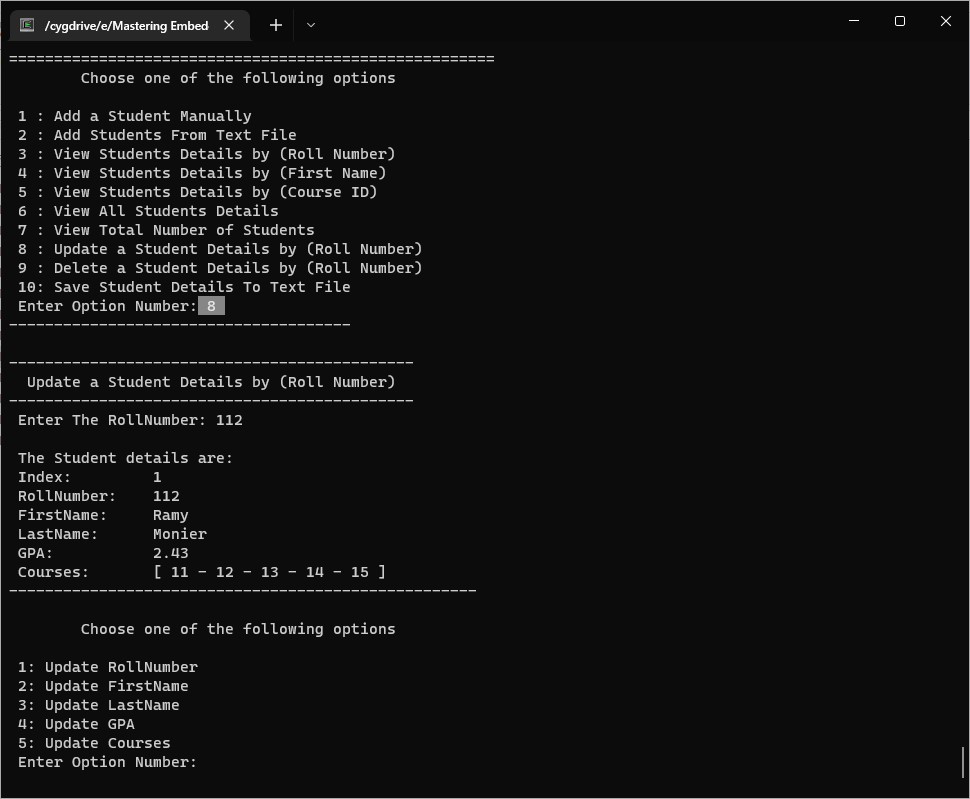 /cygdrive/e/Mastering Embed
====================================================== 
Choose one of the following options
1 : Add a Student Manually
2 : Add Students From Text File
3 : View Students Details by (Roll Number)
4 : View Students Details by (First Name)
5 : View Students Details by (Course ID)
6 : View All Students Details
7 : View Total Number of Students
8 : Update a Student Details by (Roll Number)
9 : Delete a Student Details by (Roll Number)
10: Save Student Details To Text File
Enter Option Number: 8
--------------------------------------
---------------------------------------------
Update a Student Details by (Roll Number)
---------------------------------------------
Enter The RollNumber: 112
The Student details are:
Index: 1
RollNumber: 112
FirstName: Ramy
LastName: Monier
GPA: 2.43
Courses: [ 11 - 12 - 13 - 14 - 15 ]
----------------------------------------------------
Choose one of the following options
1: Update RollNumber
2: Update FirstName
3: Update LastName
4: Update GPA
5: Update Courses
Enter Option Number: